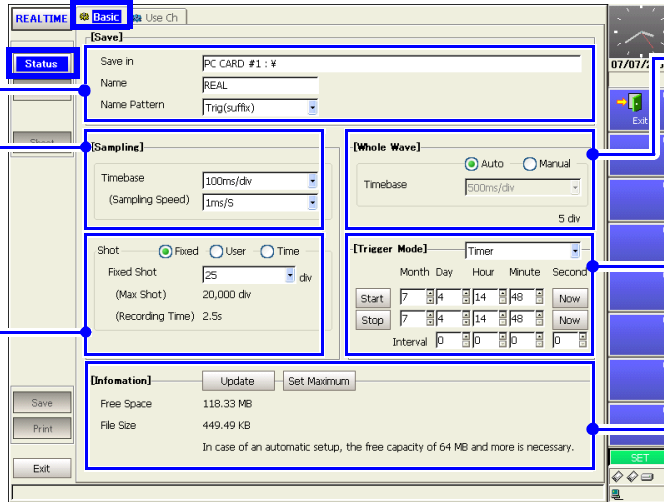 REALTIME
Basic
Use Ch
Status
[Save]
Save in
PC CARD #1 : ¥
Name
REAL
Name Pattern
Trig(suffix)
[Sampling]
Timebase
100ms/div
(Sampling Speed)
1ms/S
[Whole Wave]
Auto
Manual
Timebase
500ms/div
5 div
Shot
Fixed
User
Time
Fixed Shot
25
div
(Max Shot)
20,000 div
(Recording Time)
2.5s
[Trigger Mode]
Timer
Month Day Hour Minute Second
Start
7
4
14
48
Now
Stop
7
4
14
48
Now
Interval
0
0
0
0
[Infomation]
Update
Set Maximum
Free Space
118.33 MB
File Size
449.49 KB
In case of an automatic setup, the free capacity of 64 MB and more is necessary.
Save
Print
Exit
07/07/
Exit
SET